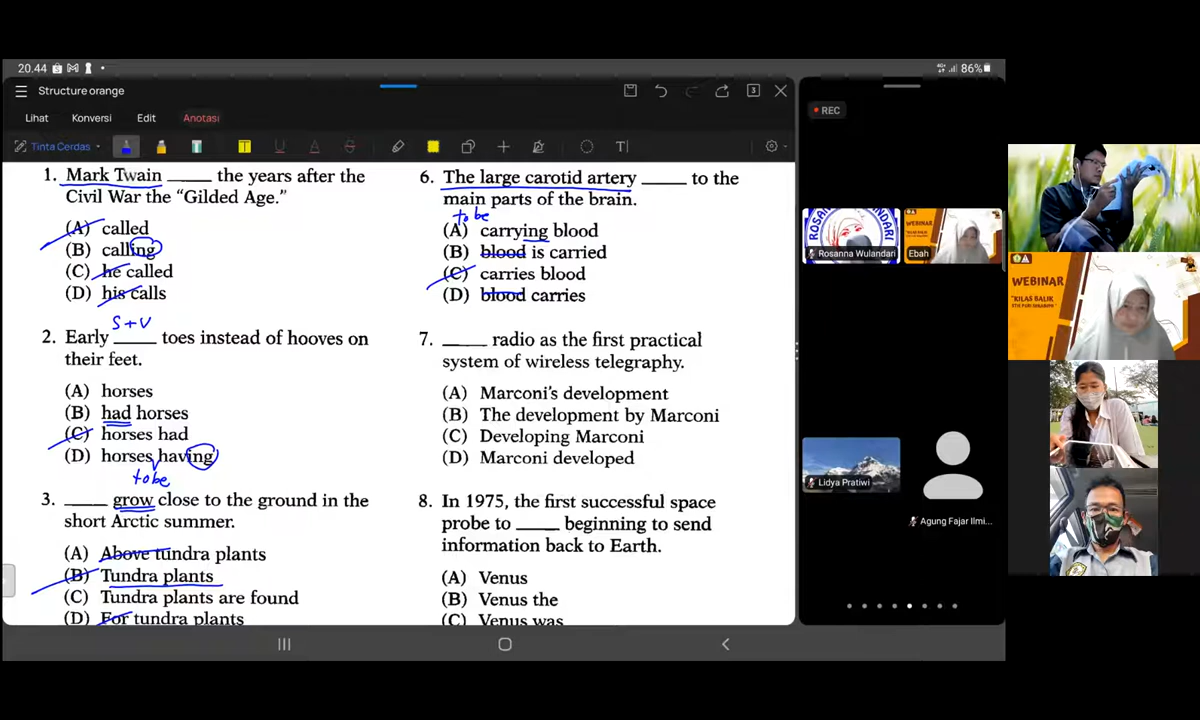 20.44
86%
Structure orange
3
Lihat Konversi Edit Anotasi
Tinta Cerdas
1. Mark Twain _____ the years after the
Civil War the “Gilded Age.”
(A) called
(B) calling
(C) he called
(D) his calls
S+V
2. Early _____ toes instead of hooves on
their feet.
(A) horses
(B) had horses
(C) horses had
(D) horses having
to be
3. _____ grow close to the ground in the
short Arctic summer.
(A) Above tundra plants
(B) Tundra plants
(C) Tundra plants are found
(D) For tundra plants
6. The large carotid artery _____ to the
main parts of the brain.
to be
(A) carrying blood
(B) blood is carried
(C) carries blood
(D) blood carries
7. _____ radio as the first practical
system of wireless telegraphy.
(A) Marconi's development
(B) The development by Marconi
(C) Developing Marconi
(D) Marconi developed
8. In 1975, the first successful space
probe to _____ beginning to send
information back to Earth.
(A) Venus
(B) Venus the
(C) Venus was
REC
Rosanna Wulandari
Ebah
Lidya Pratiwi
Agung Fajar Ilmi...
WEBINAR
"KILAS BALIK